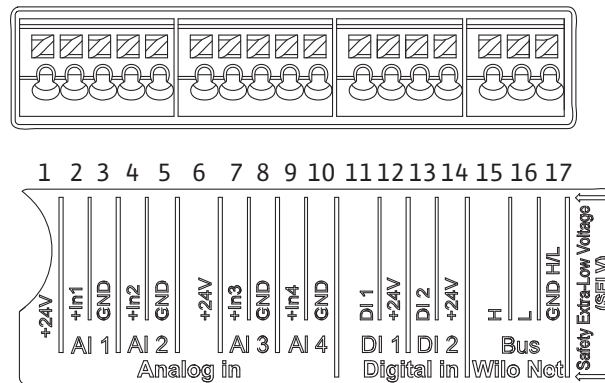 1 2 3 4 5 6 7 8 9 10 11 12 13 14 15 16 17
+24V +In1 GND +In2 GND +24V +In3 GND +In4 GND DI 1 +24V DI 2 +24V H L GND H/L
AI 1 AI 2 AI 3 AI 4 DI 1 DI 2 Bus
Analog in Digital in Wilo Net
Safety Extra-Low Voltage
(SELV)